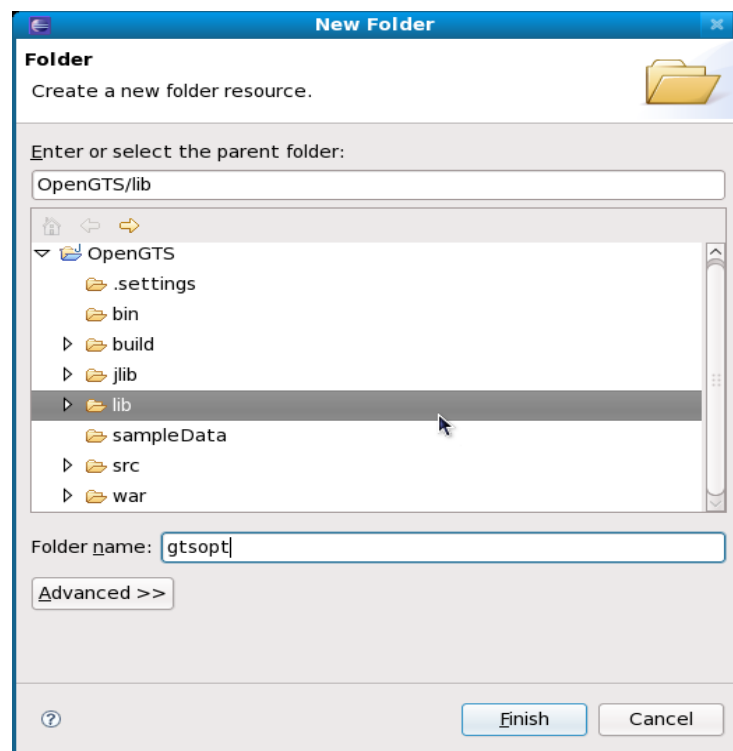 New Folder
Folder
Create a new folder resource.
Enter or select the parent folder:
OpenGTS/lib
OpenGTS
.settings
bin
build
jlib
lib
sampleData
src
war
Folder name: gtsopt
Advanced >>
? Finish Cancel